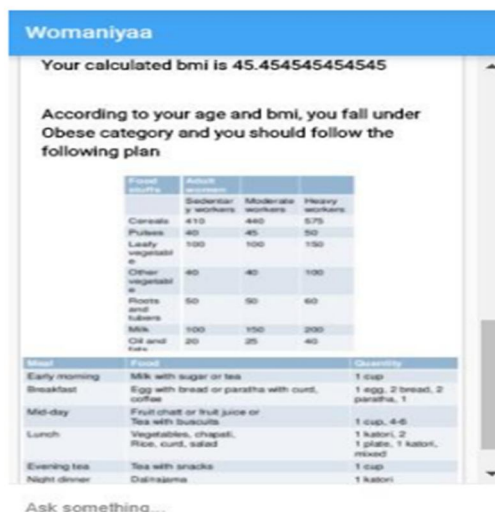 Womaniyaa
Your calculated bmi is 45.454545454545
According to your age and bmi, you fall under
Obese category and you should follow the
following plan
Food stuffs Adult women
Sedentar y workers Moderate workers Heavy workers
Cereals 410 440 575
Pulses 40 45 50
Leafy vegetabl e 100 100 150
Other vegetabl e 40 40 100
Roots and tubers 50 50 60
Milk 100 150 200
Oil and fats 20 25 40
Meal Food Quantity
Early morning Milk with sugar or tea 1 cup
Breakfast Egg with bread or paratha with curd, coffee 1 egg, 2 bread, 2 paratha, 1
Mid-day Fruit chatt or fruit juice or Tea with buscuits 1 cup, 4-6
Lunch Vegetables, chapati, Rice, curd, salad 1 katori, 2 1 plate, 1 katori, mixed
Evening tea Tea with snacks 1 cup
Night dinner Dal/rajama 1 katori
Ask something...